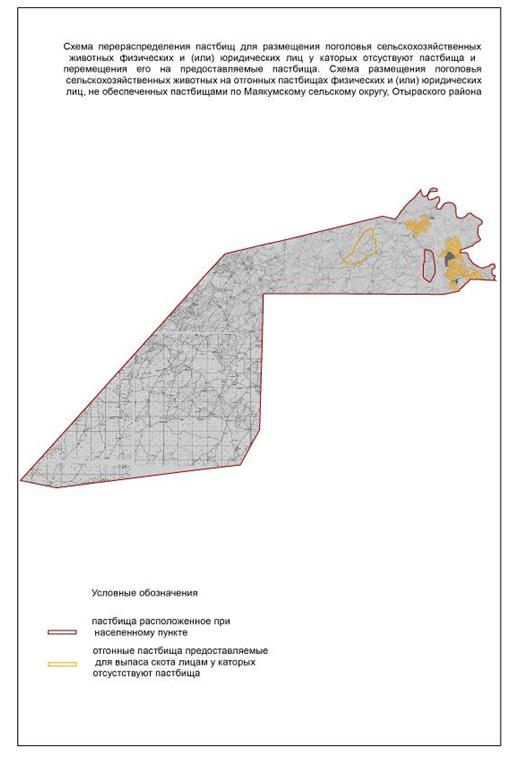 Схема перераспределения пастбищ для размещения поголовья сельскохозяйственных
животных физических и (или) юридических лиц у каторых отсуствуют пастбища и
перемещения его на предоставляемые пастбища. Схема размещения поголовья
сельскохозяйственных животных на отгонных пастбищах физических и (или) юридических
лиц, не обеспеченных пастбищами по Маякумскому сельскому округу, Отыраского района
Условные обозначения
пастбища расположенное при
населенному пункте
отгонные пастбища предоставляемые
для выпаса скота лицам у каторых
отсутствуют пастбища